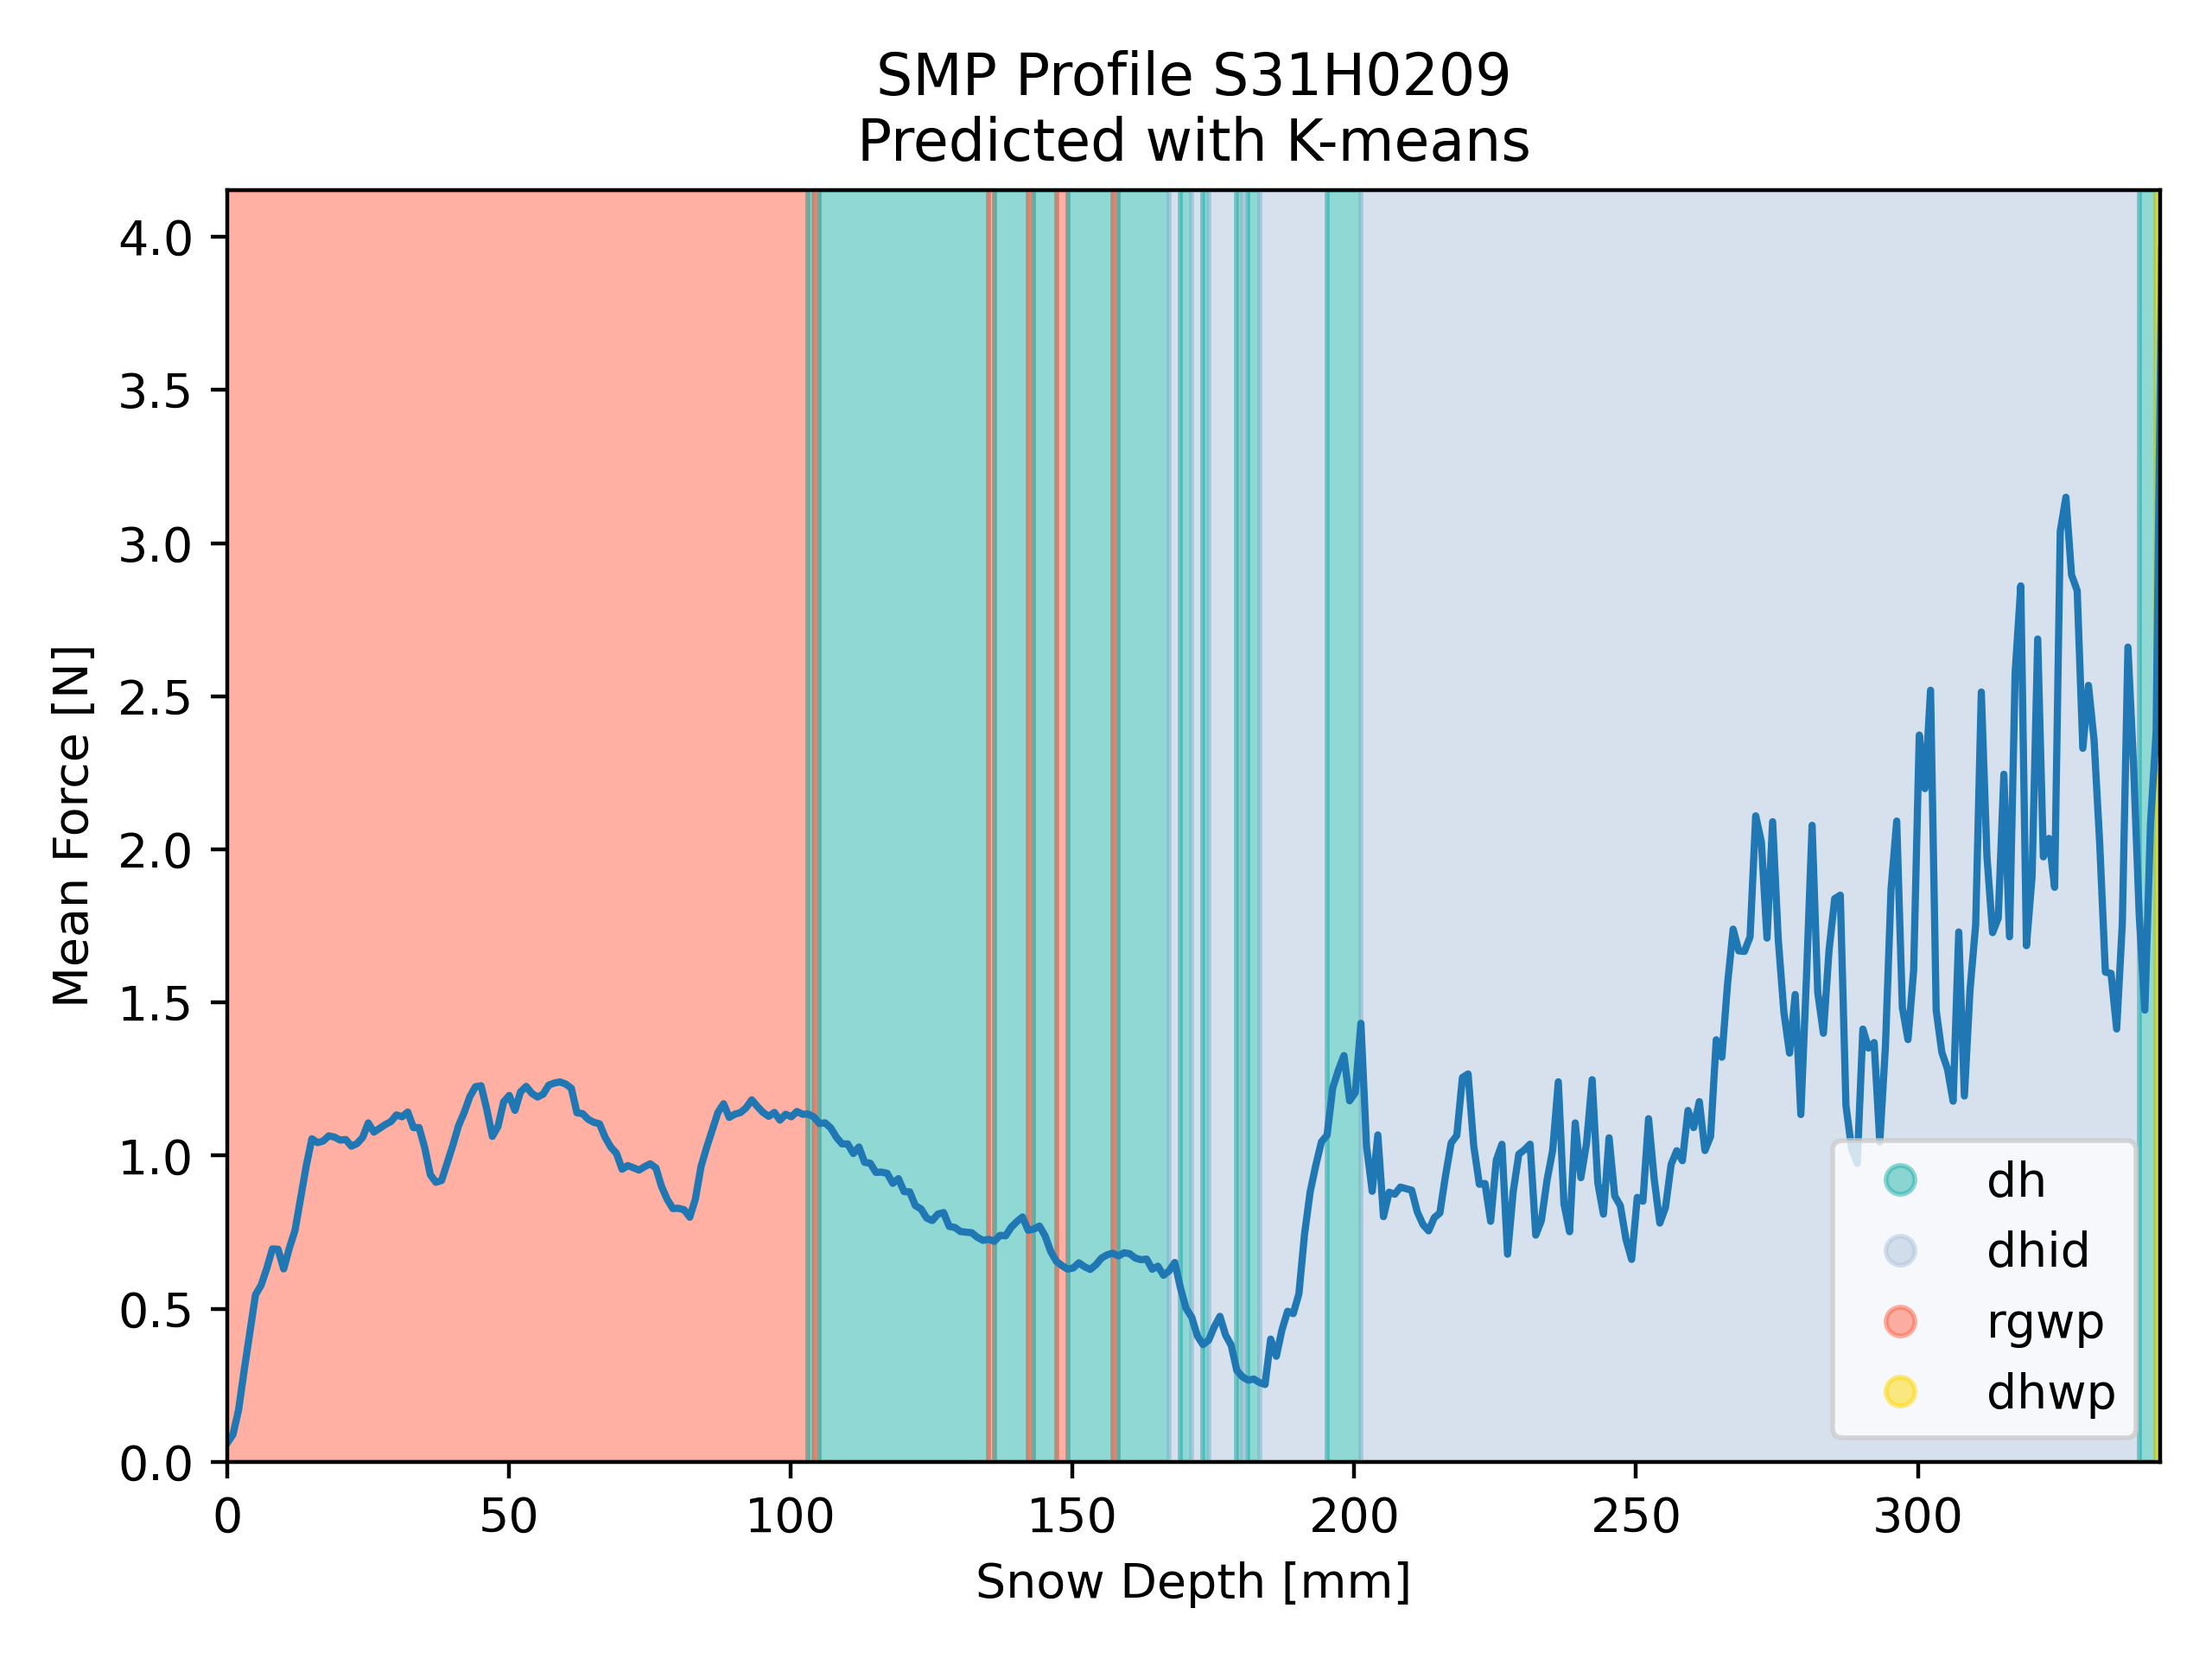 SMP Profile S31H0209
Predicted with K-means
Mean Force [N]
4.0
3.5
3.0
2.5
2.0
1.5
1.0
0.5
0.0
dh
dhid
rgwp
dhwp
0 50 100 150 200 250 300
Snow Depth [mm]